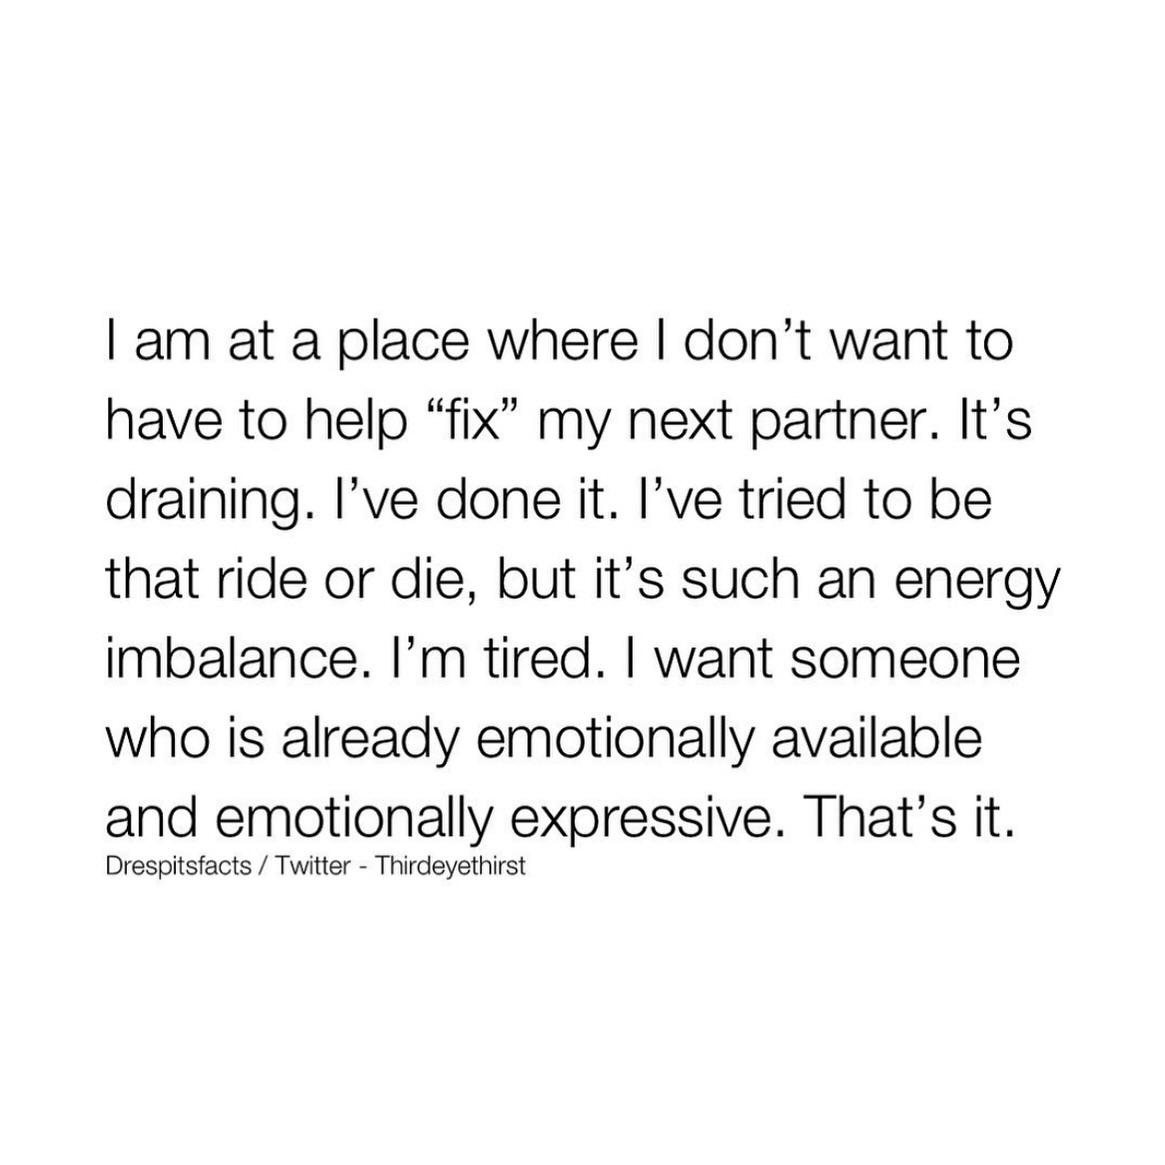 I am at a place where I don’t want to
have to help “fix” my next partner. It’s
draining. I’ve done it. I’ve tried to be
that ride or die, but it’s such an energy
imbalance. I’m tired. I want someone
who is already emotionally available
and emotionally expressive. That’s it.
Drespitsfacts / Twitter - Thirdeyethirst